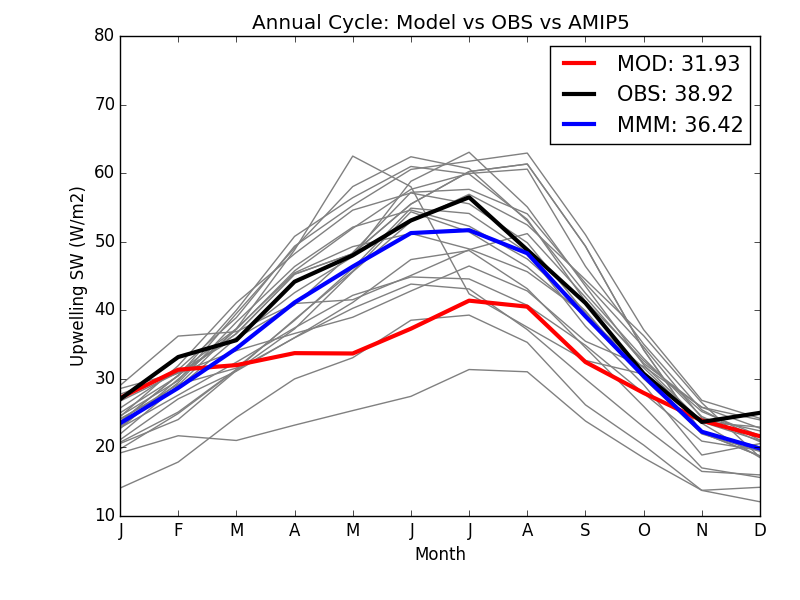 Annual Cycle: Model vs OBS vs AMIP5
MOD: 31.93
OBS: 38.92
MMM: 36.42
Upwelling SW (W/m2)
80
70
60
50
40
30
20
10
J F M A M J J A S O N D
Month